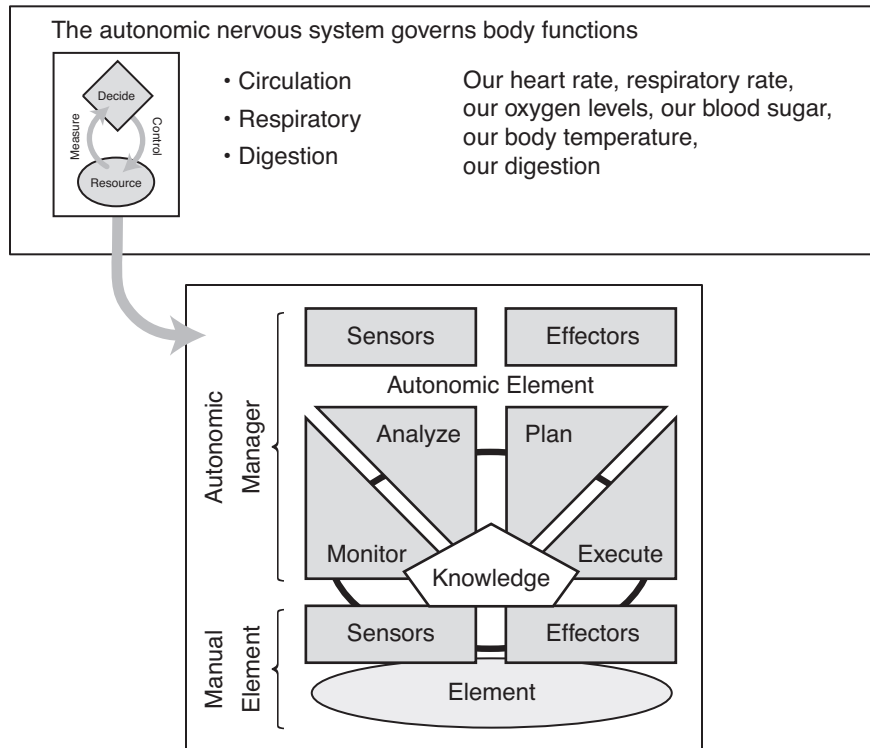 The autonomic nervous system governs body functions
Decide
Measure
Control
Resource
• Circulation
• Respiratory
• Digestion
Our heart rate, respiratory rate,
our oxygen levels, our blood sugar,
our body temperature,
our digestion
Autonomic
Manager
Sensors
Effectors
Autonomic Element
Analyze
Plan
Monitor
Execute
Knowledge
Manual
Element
Sensors
Effectors
Element